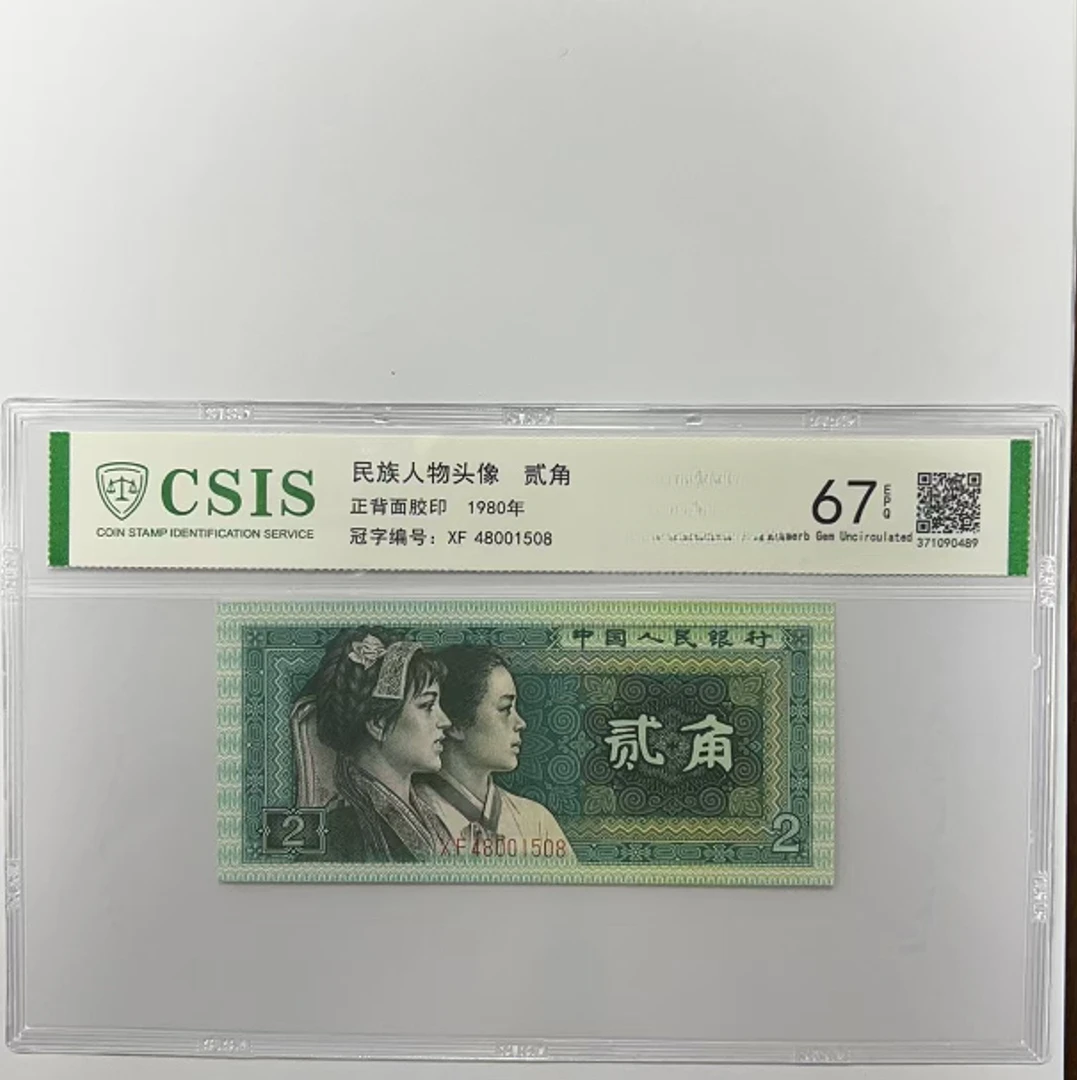 CSIS
COIN STAMP IDENTIFICATION SERVICE
民族人物头像 贰角
正背面胶印 1980年
冠字编号：XF 48001508
67 EPQ
Gem Uncirculated
371090489
中国人民银行
贰角
2
XF48001508
2